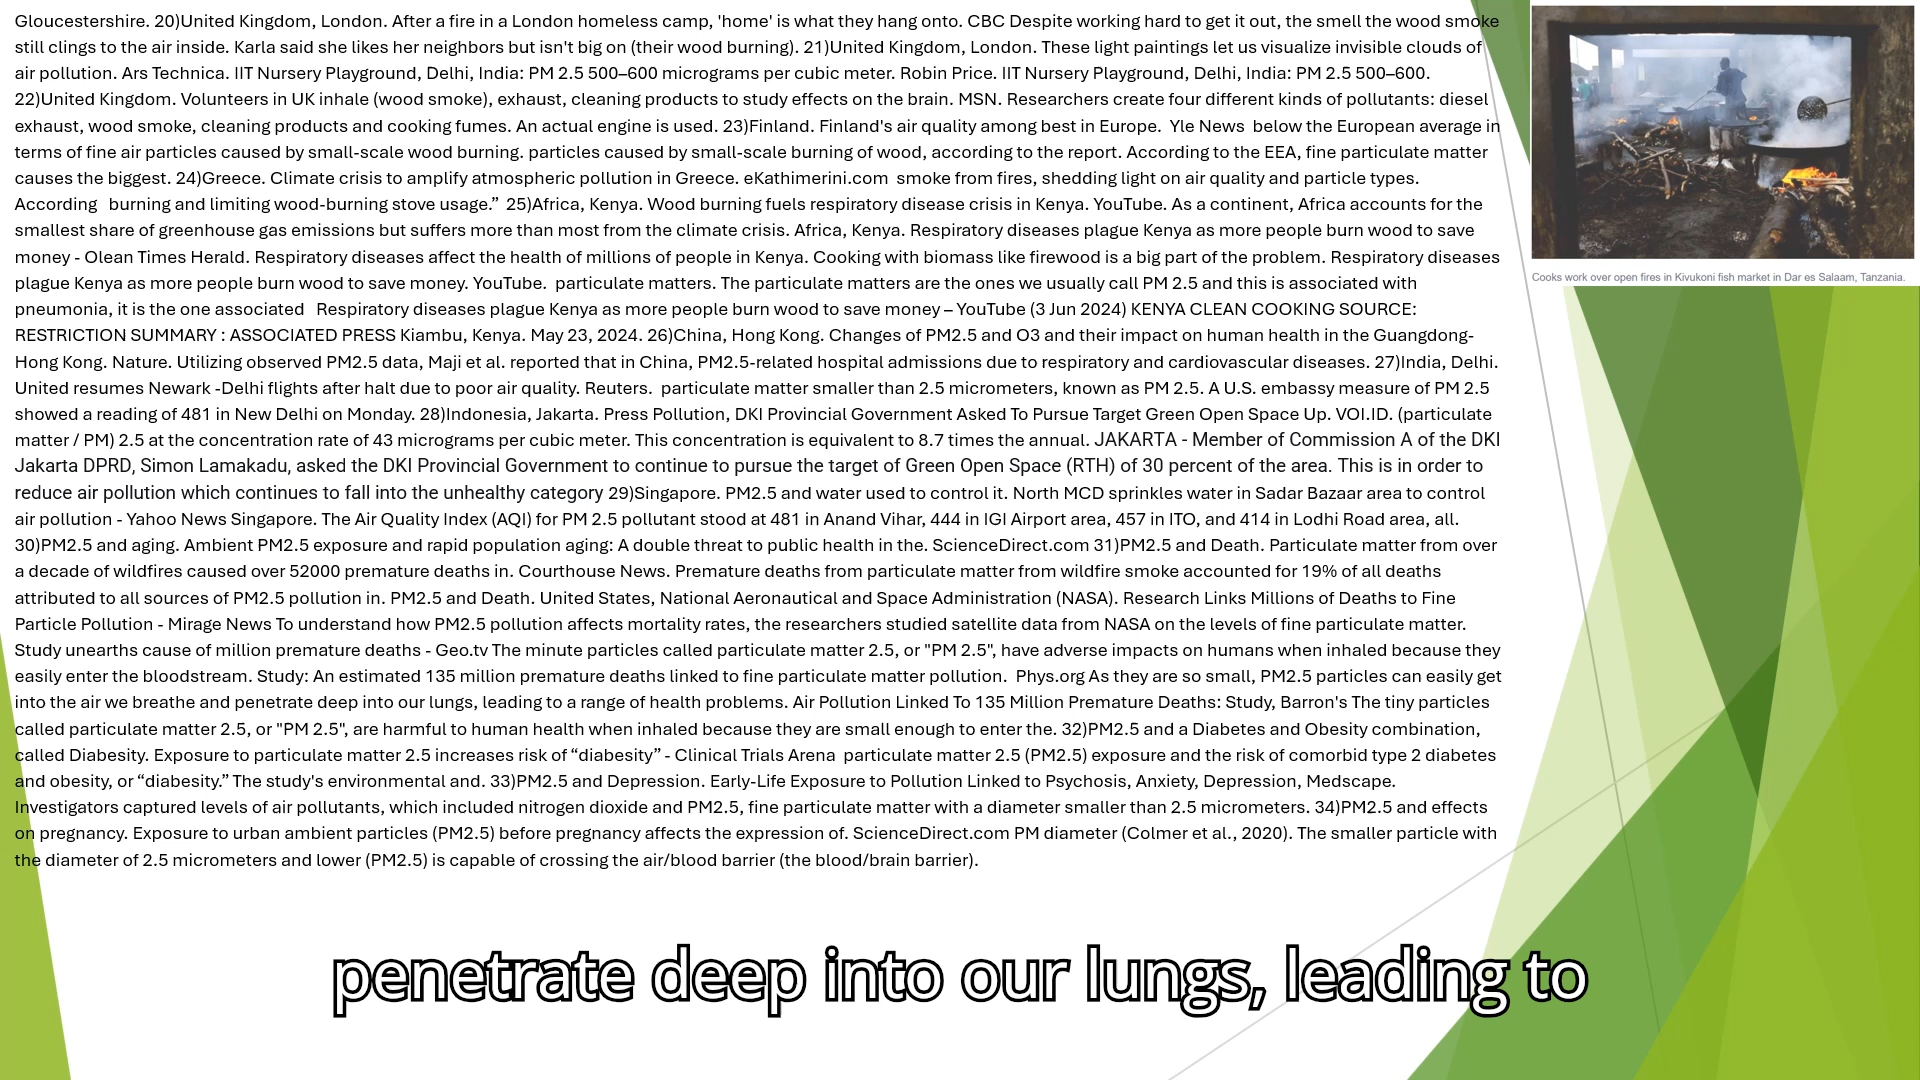 Gloucestershire. 20)United Kingdom, London. After a fire in a London homeless camp, 'home' is what they hang onto. CBC Despite working hard to get it out, the smell the wood smoke
still clings to the air inside. Karla said she likes her neighbors but isn't big on (their wood burning). 21)United Kingdom, London. These light paintings let us visualize invisible clouds of
air pollution. Ars Technica. IIT Nursery Playground, Delhi, India: PM 2.5 500–600 micrograms per cubic meter. Robin Price. IIT Nursery Playground, Delhi, India: PM 2.5 500–600.
22)United Kingdom. Volunteers in UK inhale (wood smoke), exhaust, cleaning products to study effects on the brain. MSN. Researchers create four different kinds of pollutants: diesel
exhaust, wood smoke, cleaning products and cooking fumes. An actual engine is used. 23)Finland. Finland's air quality among best in Europe.  Yle News  below the European average in
terms of fine air particles caused by small-scale wood burning. particles caused by small-scale burning of wood, according to the report. According to the EEA, fine particulate matter
causes the biggest. 24)Greece. Climate crisis to amplify atmospheric pollution in Greece. eKathimerini.com  smoke from fires, shedding light on air quality and particle types.
According  burning and limiting wood-burning stove usage.”  25)Africa, Kenya. Wood burning fuels respiratory disease crisis in Kenya. YouTube. As a continent, Africa accounts for the
smallest share of greenhouse gas emissions but suffers more than most from the climate crisis. Africa, Kenya. Respiratory diseases plague Kenya as more people burn wood to save
money - Olean Times Herald. Respiratory diseases affect the health of millions of people in Kenya. Cooking with biomass like firewood is a big part of the problem. Respiratory diseases
plague Kenya as more people burn wood to save money. YouTube.  particulate matters. The particulate matters are the ones we usually call PM 2.5 and this is associated with
pneumonia, it is the one associated  Respiratory diseases plague Kenya as more people burn wood to save money – YouTube (3 Jun 2024) KENYA CLEAN COOKING SOURCE:
RESTRICTION SUMMARY : ASSOCIATED PRESS Kiambu, Kenya. May 23, 2024. 26)China, Hong Kong. Changes of PM2.5 and O3 and their impact on human health in the Guangdong-
Hong Kong. Nature. Utilizing observed PM2.5 data, Maji et al. reported that in China, PM2.5-related hospital admissions due to respiratory and cardiovascular diseases. 27)India, Delhi.
United resumes Newark -Delhi flights after halt due to poor air quality. Reuters.  particulate matter smaller than 2.5 micrometers, known as PM 2.5. A U.S. embassy measure of PM 2.5
showed a reading of 481 in New Delhi on Monday. 28)Indonesia, Jakarta. Press Pollution, DKI Provincial Government Asked To Pursue Target Green Open Space Up. VOI.ID. (particulate
matter / PM) 2.5 at the concentration rate of 43 micrograms per cubic meter. This concentration is equivalent to 8.7 times the annual. JAKARTA - Member of Commission A of the DKI
Jakarta DPRD, Simon Lamakadu, asked the DKI Provincial Government to continue to pursue the target of Green Open Space (RTH) of 30 percent of the area. This is in order to
reduce air pollution which continues to fall into the unhealthy category 29)Singapore. PM2.5 and water used to control it. North MCD sprinkles water in Sadar Bazaar area to control
air pollution - Yahoo News Singapore. The Air Quality Index (AQI) for PM 2.5 pollutant stood at 481 in Anand Vihar, 444 in IGI Airport area, 457 in ITO, and 414 in Lodhi Road area, all.
30)PM2.5 and aging. Ambient PM2.5 exposure and rapid population aging: A double threat to public health in the. ScienceDirect.com 31)PM2.5 and Death. Particulate matter from over
a decade of wildfires caused over 52000 premature deaths in. Courthouse News. Premature deaths from particulate matter from wildfire smoke accounted for 19% of all deaths
attributed to all sources of PM2.5 pollution in. PM2.5 and Death. United States, National Aeronautical and Space Administration (NASA). Research Links Millions of Deaths to Fine
Particle Pollution - Mirage News To understand how PM2.5 pollution affects mortality rates, the researchers studied satellite data from NASA on the levels of fine particulate matter.
Study unearths cause of million premature deaths - Geo.tv The minute particles called particulate matter 2.5, or "PM 2.5", have adverse impacts on humans when inhaled because they
easily enter the bloodstream. Study: An estimated 135 million premature deaths linked to fine particulate matter pollution.  Phys.org As they are so small, PM2.5 particles can easily get
into the air we breathe and penetrate deep into our lungs, leading to a range of health problems. Air Pollution Linked To 135 Million Premature Deaths: Study, Barron's The tiny particles
called particulate matter 2.5, or "PM 2.5", are harmful to human health when inhaled because they are small enough to enter the. 32)PM2.5 and a Diabetes and Obesity combination,
called Diabesity. Exposure to particulate matter 2.5 increases risk of “diabesity” - Clinical Trials Arena  particulate matter 2.5 (PM2.5) exposure and the risk of comorbid type 2 diabetes
and obesity, or “diabesity.” The study's environmental and. 33)PM2.5 and Depression. Early-Life Exposure to Pollution Linked to Psychosis, Anxiety, Depression, Medscape.
Investigators captured levels of air pollutants, which included nitrogen dioxide and PM2.5, fine particulate matter with a diameter smaller than 2.5 micrometers. 34)PM2.5 and effects
on pregnancy. Exposure to urban ambient particles (PM2.5) before pregnancy affects the expression of. ScienceDirect.com PM diameter (Colmer et al., 2020). The smaller particle with
the diameter of 2.5 micrometers and lower (PM2.5) is capable of crossing the air/blood barrier (the blood/brain barrier).
Cooks work over open fires in Kivukoni fish market in Dar es Salaam, Tanzania.
penetrate deep into our lungs, leading to